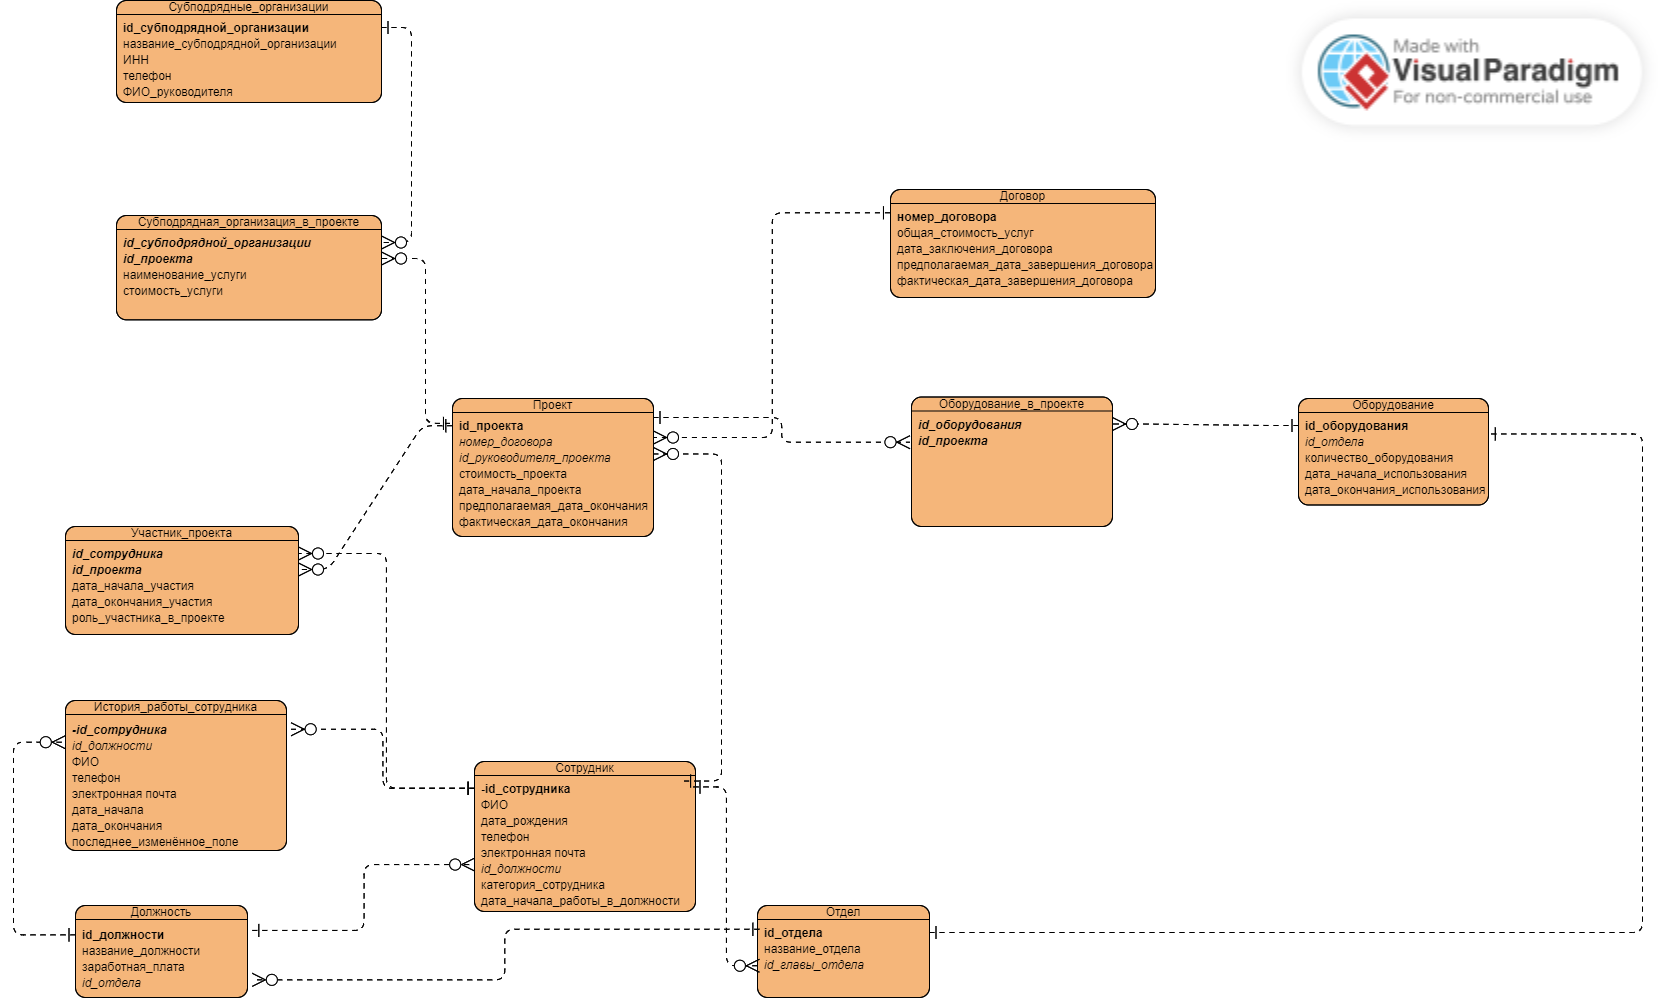 Субподрядные_организации
id_субподрядной_организации
название_субподрядной_организации
ИНН
телефон
ФИО_руководителя
Made with
Visual Paradigm
For non-commercial use
Субподрядная_организация_в_проекте
id_субподрядной_организации
id_проекта
наименование_услуги
стоимость_услуги
Договор
номер_договора
общая_стоимость_услуг
дата_заключения_договора
предполагаемая_дата_завершения_договора
фактическая_дата_завершения_договора
Проект
id_проекта
номер_договора
id_руководителя_проекта
стоимость_проекта
дата_начала_проекта
предполагаемая_дата_окончания
фактическая_дата_окончания
Оборудование_в_проекте
id_оборудования
id_проекта
Оборудование
id_оборудования
id_отдела
количество_оборудования
дата_начала_использования
дата_окончания_использования
Участник_проекта
id_сотрудника
id_проекта
дата_начала_участия
дата_окончания_участия
роль_участника_в_проекте
История_работы_сотрудника
-id_сотрудника
id_должности
ФИО
телефон
электронная почта
дата_начала
дата_окончания
последнее_изменённое_поле
Сотрудник
-id_сотрудника
ФИО
дата_рождения
телефон
электронная почта
id_должности
категория_сотрудника
дата_начала_работы_в_должности
Должность
id_должности
название_должности
заработная_плата
id_отдела
Отдел
id_отдела
название_отдела
id_главы_отдела